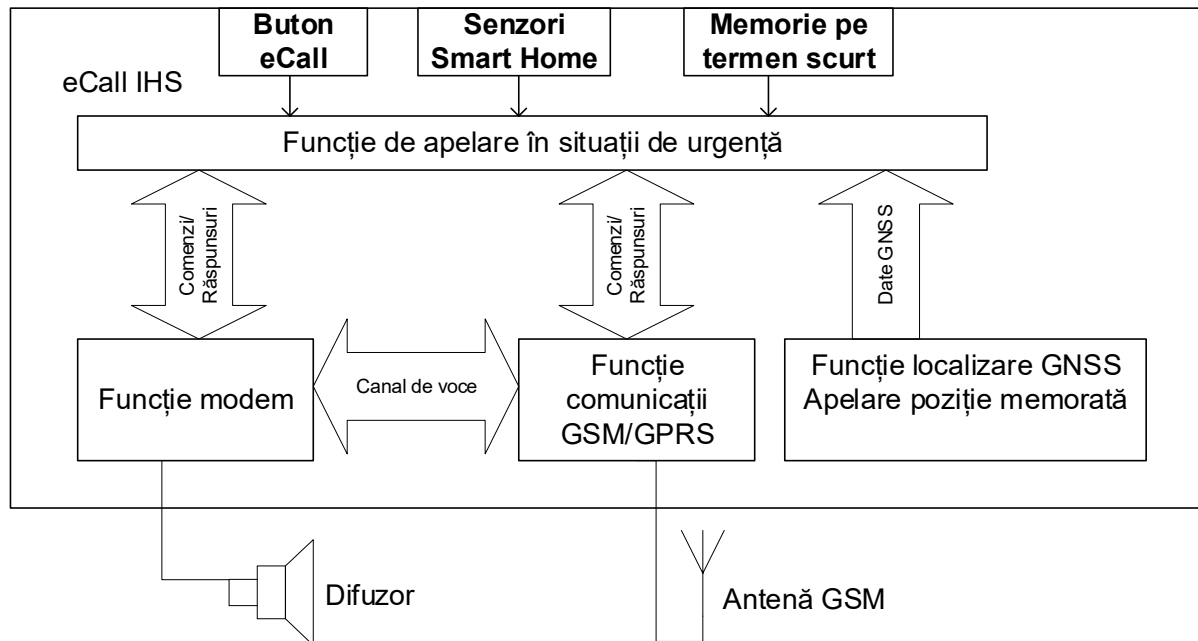 Buton
eCall
Senzori
Smart Home
Memorie pe
termen scurt
eCall IHS
Funcție de apelare în situații de urgență
Comenzi/
Răspunsuri
Comenzi/
Răspunsuri
Date GNSS
Funcție modem
Canal de voce
Funcție
comunicații
GSM/GPRS
Funcție localizare GNSS
Apelare poziție memorată
Difuzor
Antenă GSM